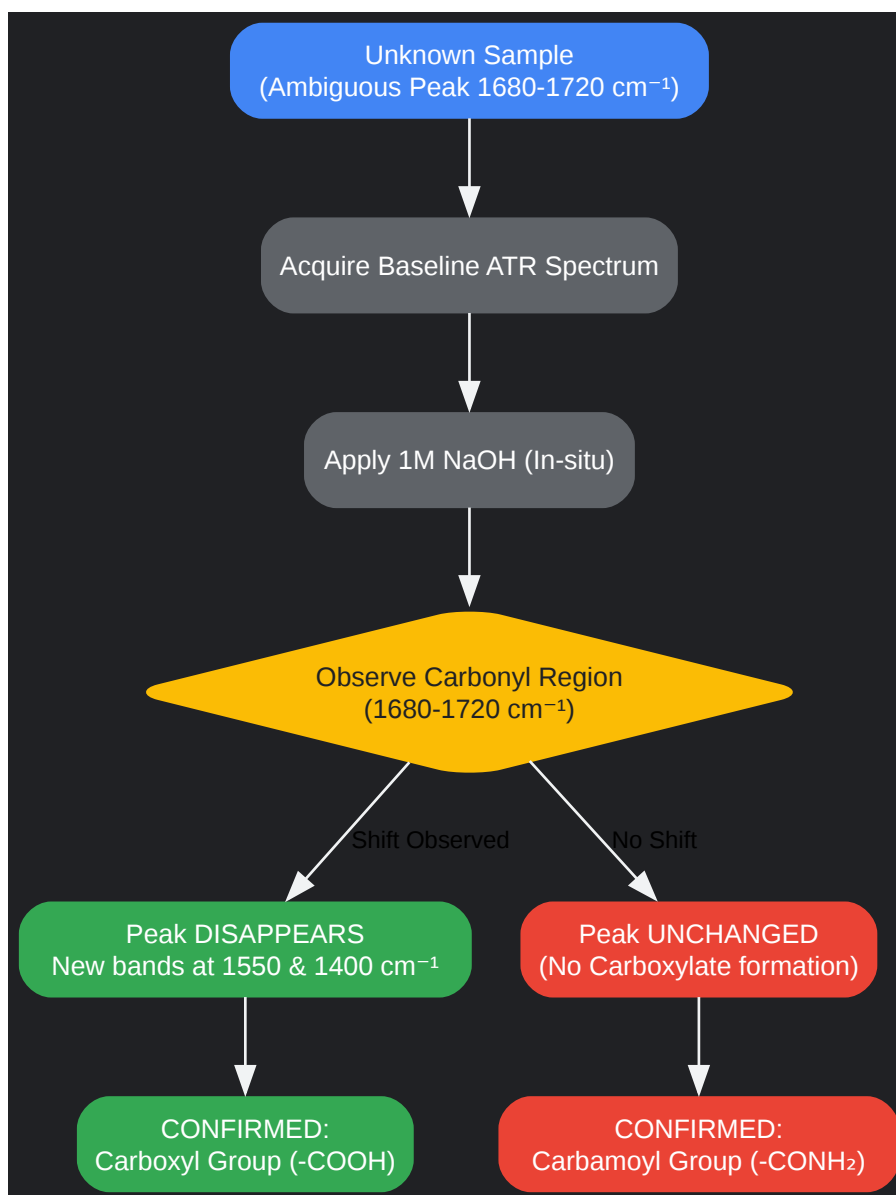 Unknown Sample
(Ambiguous Peak 1680-1720 cm⁻¹)
Acquire Baseline ATR Spectrum
Apply 1M NaOH (In-situ)
Observe Carbonyl Region
(1680-1720 cm⁻¹)
Shift Observed
No Shift
Peak DISAPPEARS
New bands at 1550 & 1400 cm⁻¹
Peak UNCHANGED
(No Carboxylate formation)
CONFIRMED:
Carboxyl Group (-COOH)
CONFIRMED:
Carbamoyl Group (-CONH₂)